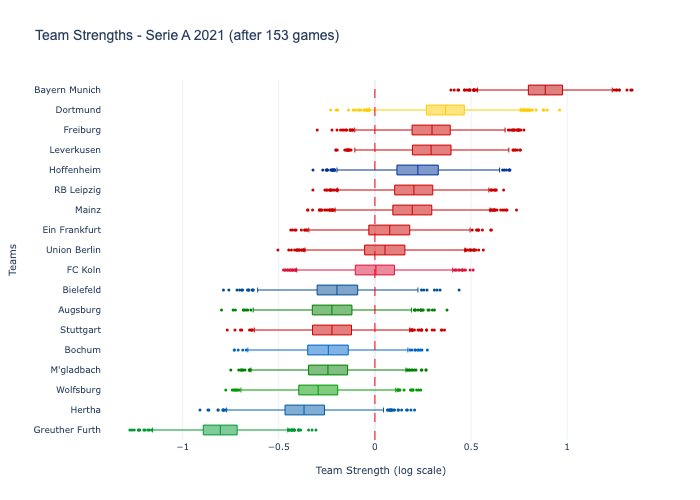 Team Strengths - Serie A 2021 (after 153 games)
Bayern Munich
Dortmund
Freiburg
Leverkusen
Hoffenheim
RB Leipzig
Mainz
Ein Frankfurt
Union Berlin
FC Koln
Bielefeld
Augsburg
Stuttgart
Bochum
M'gladbach
Wolfsburg
Hertha
Greuther Furth
Teams
−1
−0.5
0
0.5
1
Team Strength (log scale)